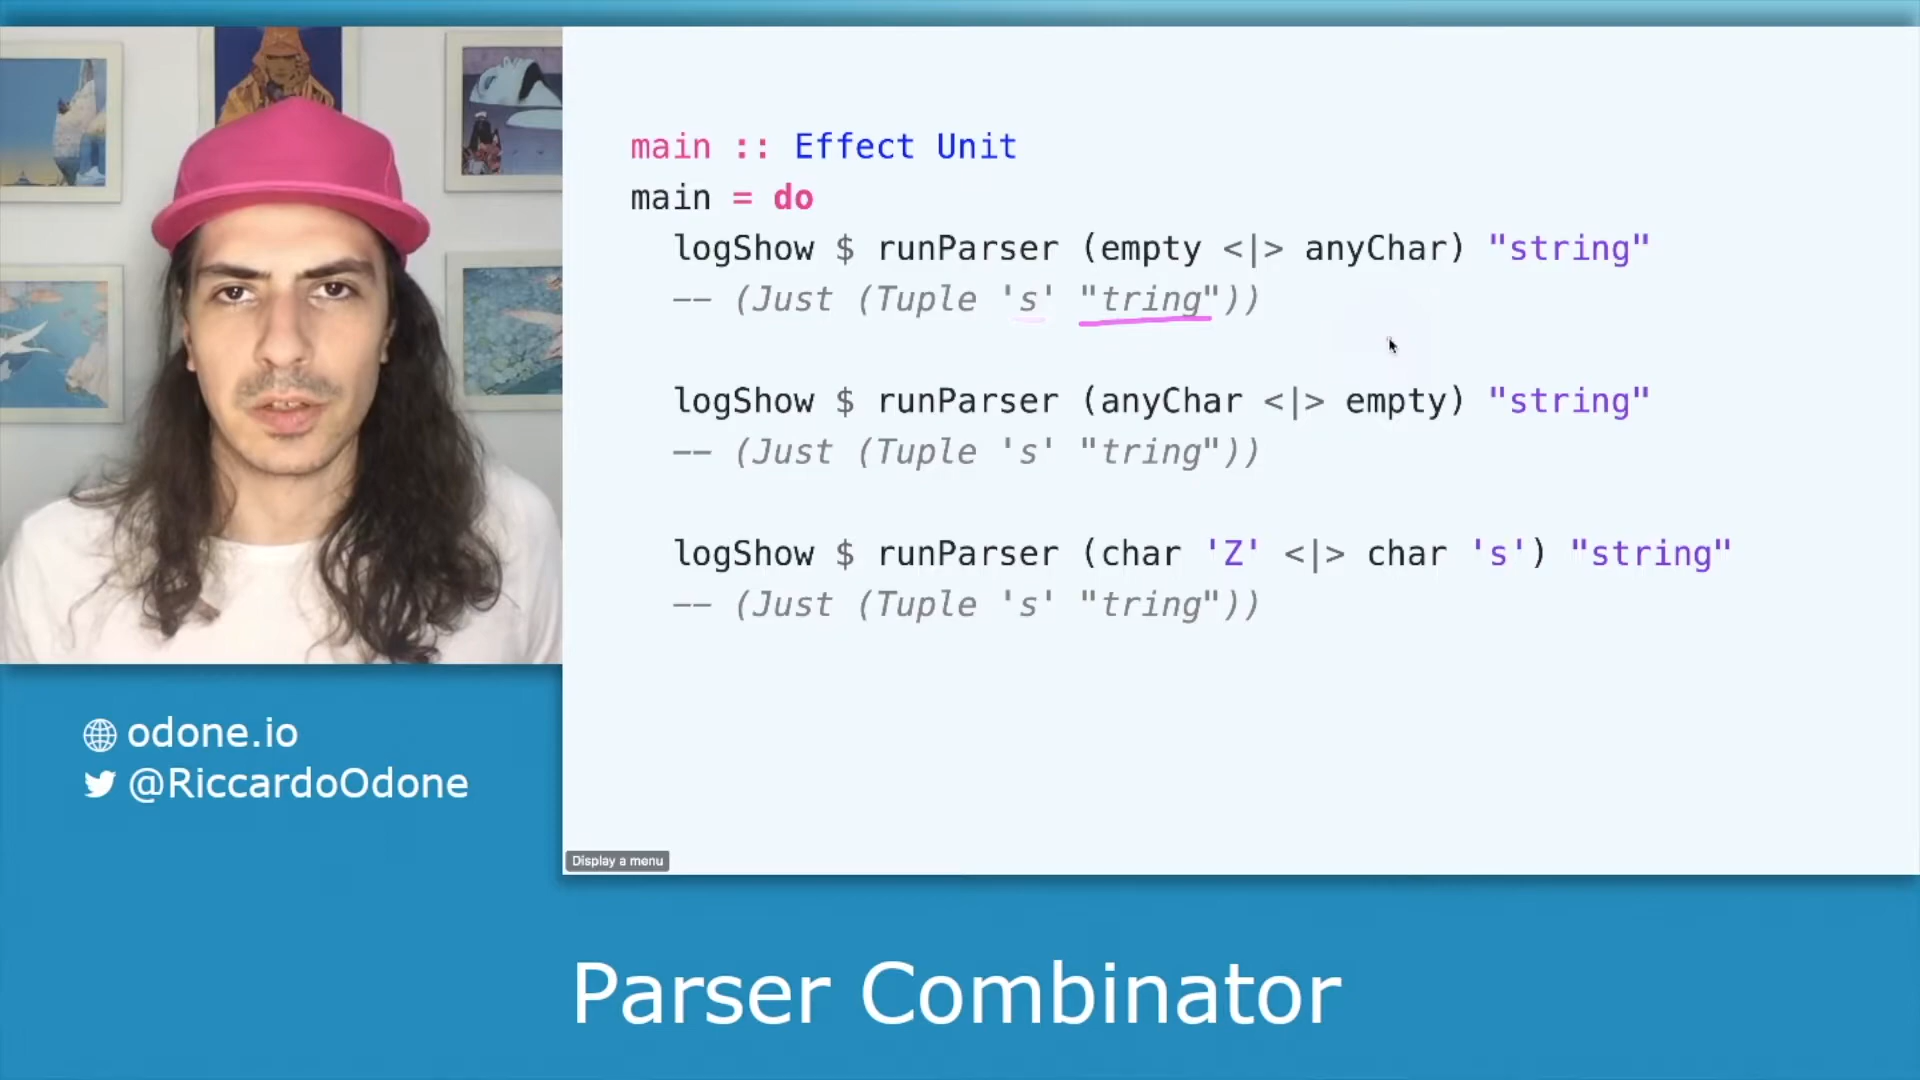 main :: Effect Unit
main = do
logShow $ runParser (empty <|> anyChar) "string"
-- (Just (Tuple 's' "tring"))
logShow $ runParser (anyChar <|> empty) "string"
-- (Just (Tuple 's' "tring"))
logShow $ runParser (char 'Z' <|> char 's') "string"
-- (Just (Tuple 's' "tring"))
odone.io
@RiccardoOdone
Display a menu
Parser Combinator